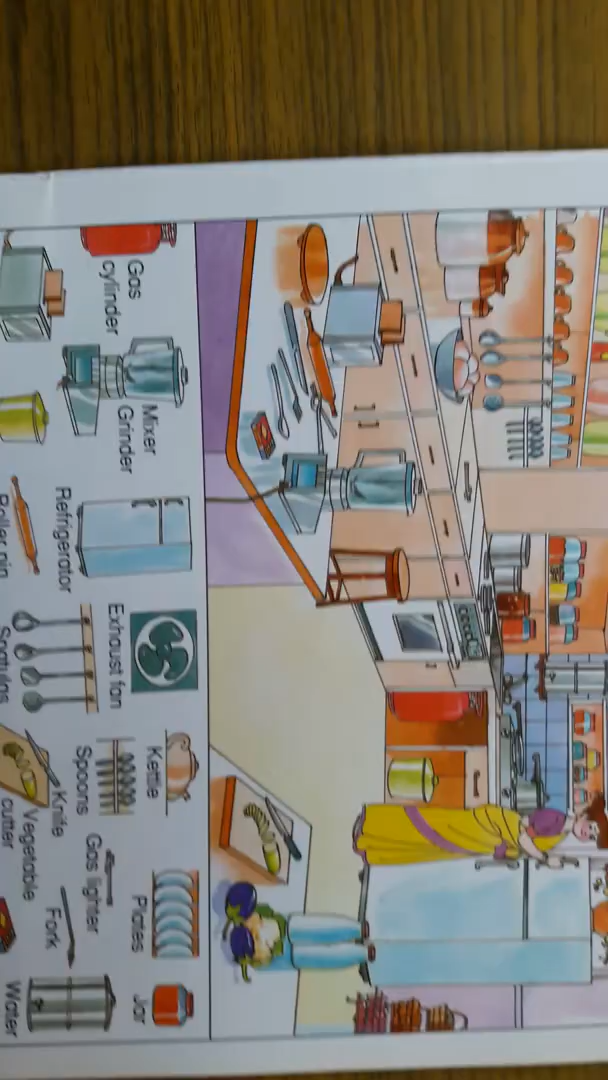 Gas
cylinder
Mixer
Grinder
Refrigerator
Exhaust fan
Kettle
Plates
Jar
Roller pin
Spatulas
Spoons
Gas lighter
Knife
Vegetable
cutter
Fork
Water